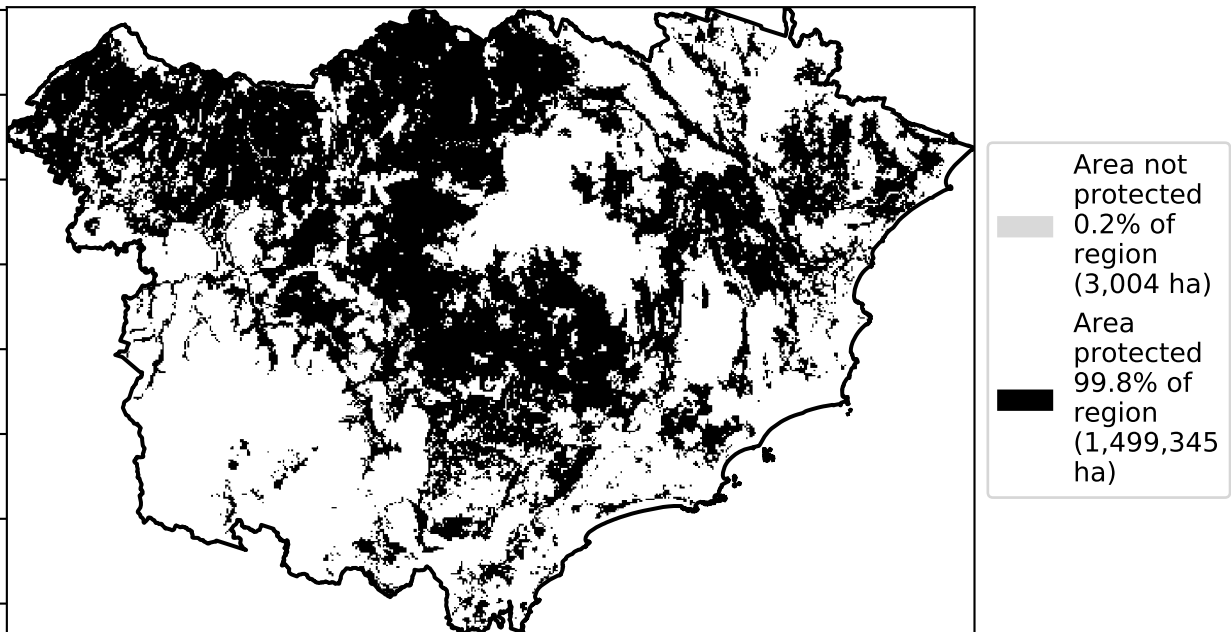 Area not
protected
0.2% of
region
(3,004 ha)
Area
protected
99.8% of
region
(1,499,345
ha)